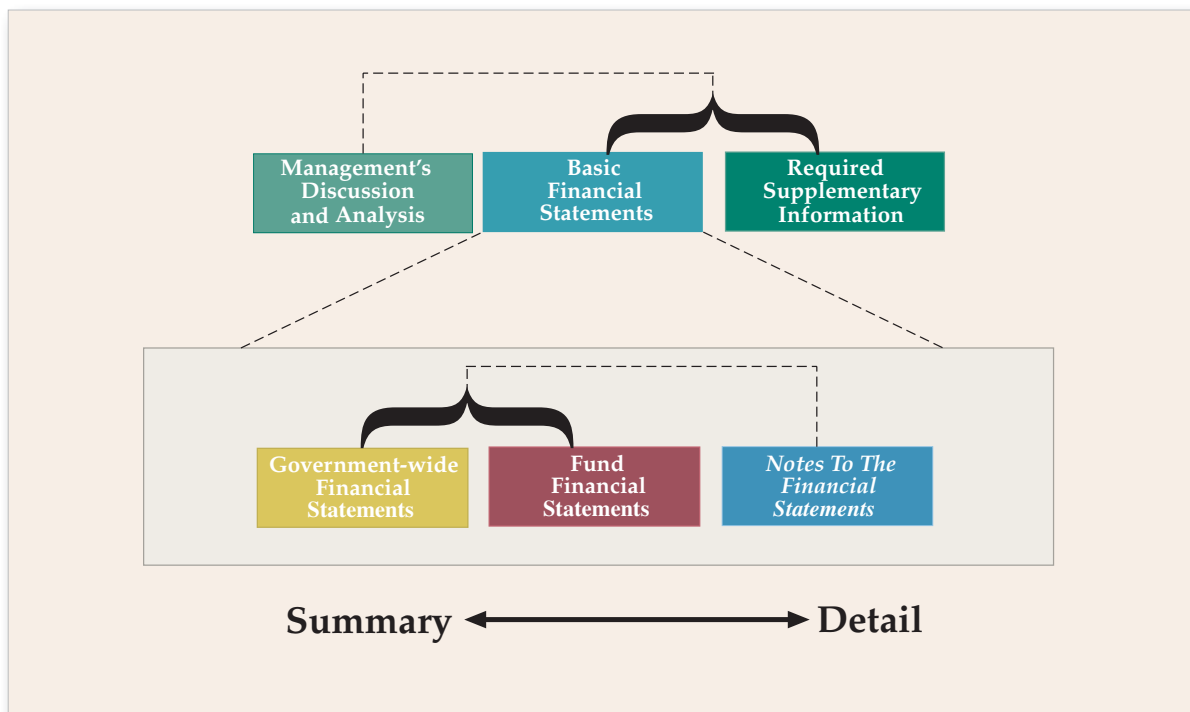 Management's
Discussion
and Analysis
Basic
Financial
Statements
Required
Supplementary
Information
Government-wide
Financial
Statements
Fund
Financial
Statements
Notes To The
Financial
Statements
Summary
Detail